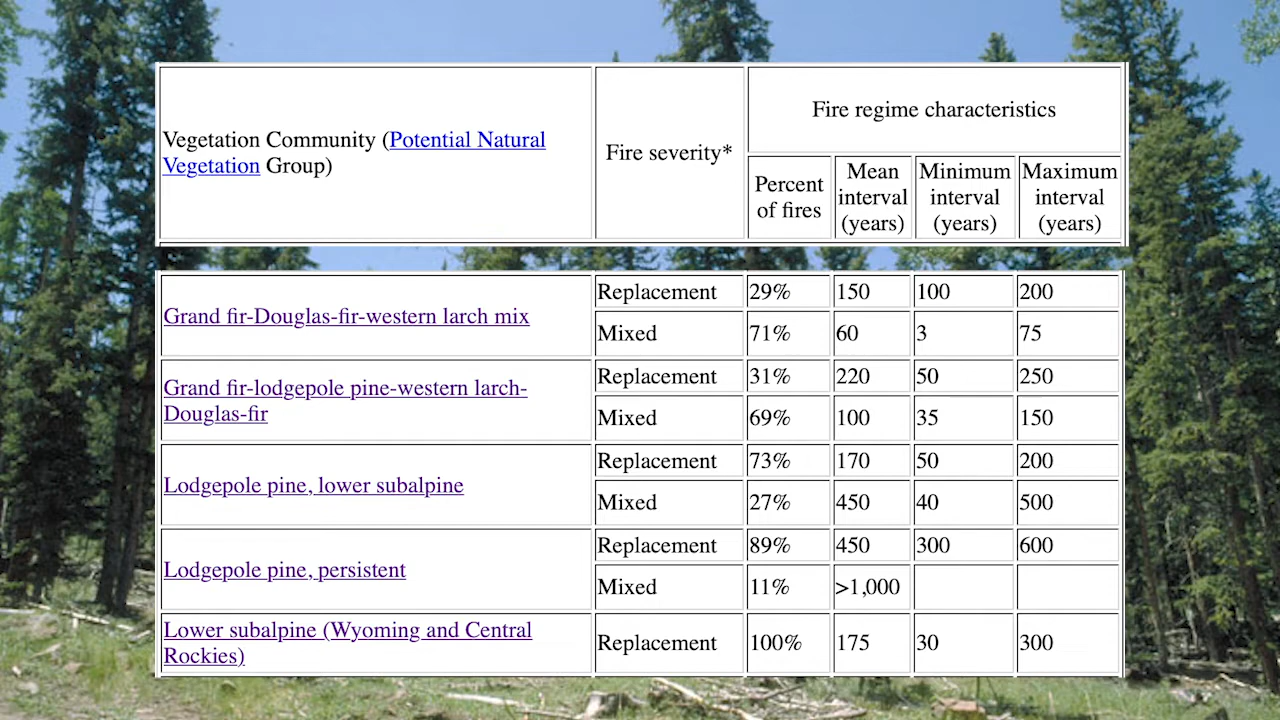 Vegetation Community (Potential Natural
Vegetation Group)
Fire severity*
Fire regime characteristics
Percent
of fires
Mean
interval
(years)
Minimum
interval
(years)
Maximum
interval
(years)
Grand fir-Douglas-fir-western larch mix
Replacement 29% 150 100 200
Mixed 71% 60 3 75
Grand fir-lodgepole pine-western larch-
Douglas-fir
Replacement 31% 220 50 250
Mixed 69% 100 35 150
Lodgepole pine, lower subalpine
Replacement 73% 170 50 200
Mixed 27% 450 40 500
Lodgepole pine, persistent
Replacement 89% 450 300 600
Mixed 11% >1,000
Lower subalpine (Wyoming and Central
Rockies)
Replacement 100% 175 30 300